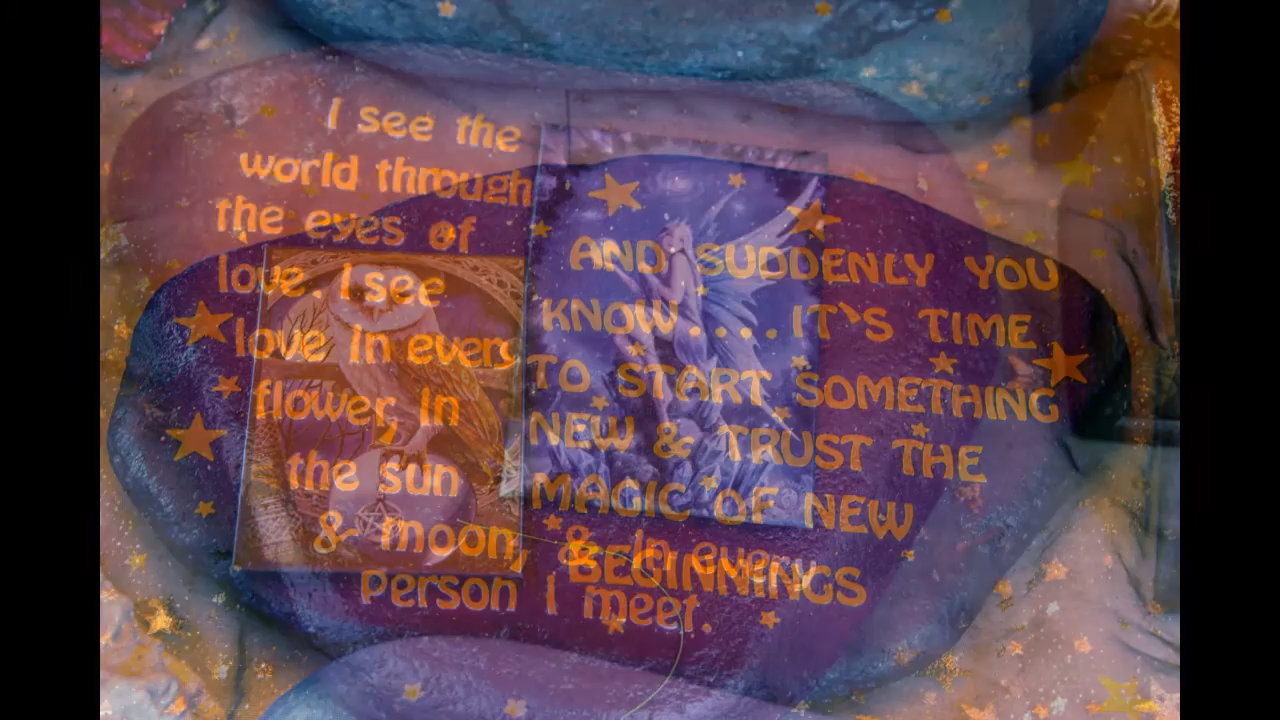 I see the
world through
the eyes of
love. I see
love In every
flower, In
the sun
& moon, & In every
person I meet.
AND SUDDENLY YOU
KNOW.... IT'S TIME
TO START SOMETHING
NEW & TRUST THE
MAGIC OF NEW
BEGINNINGS